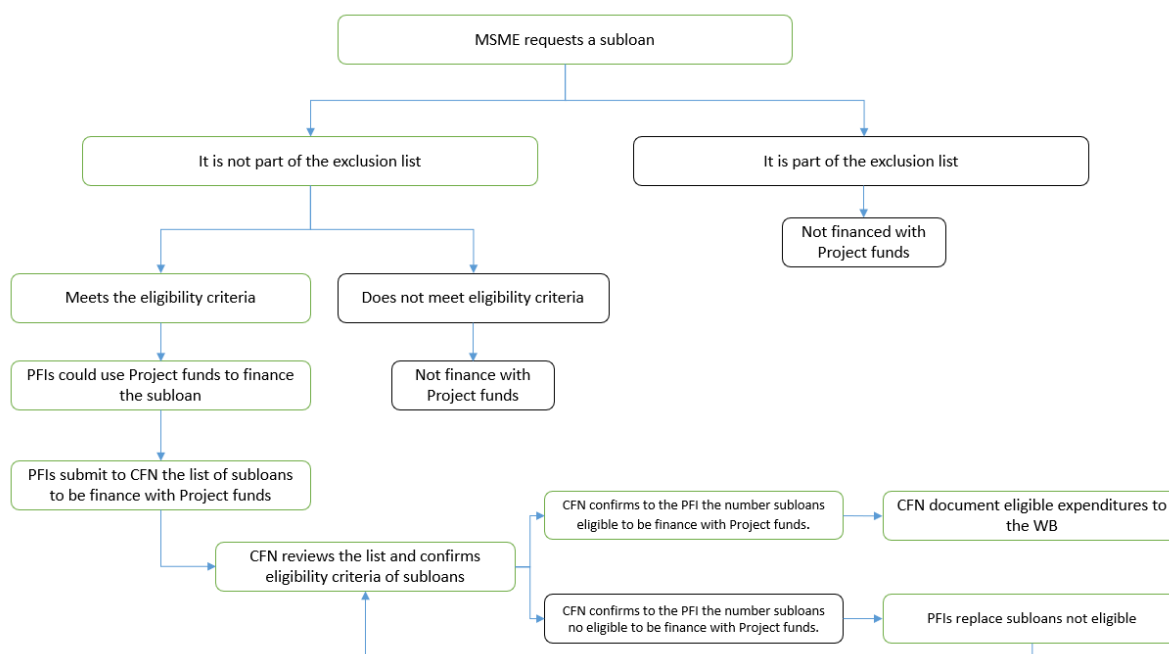 MSME requests a subloan
It is not part of the exclusion list
It is part of the exclusion list
Not financed with
Project funds
Meets the eligibility criteria
Does not meet eligibility criteria
PFIs could use Project funds to finance
the subloan
Not finance with
Project funds
PFIs submit to CFN the list of subloans
to be finance with Project funds
CFN confirms to the PFI the number subloans
eligible to be finance with Project funds.
CFN document eligible expenditures to
the WB
CFN reviews the list and confirms
eligibility criteria of subloans
CFN confirms to the PFI the number subloans
no eligible to be finance with Project funds.
PFIs replace subloans not eligible